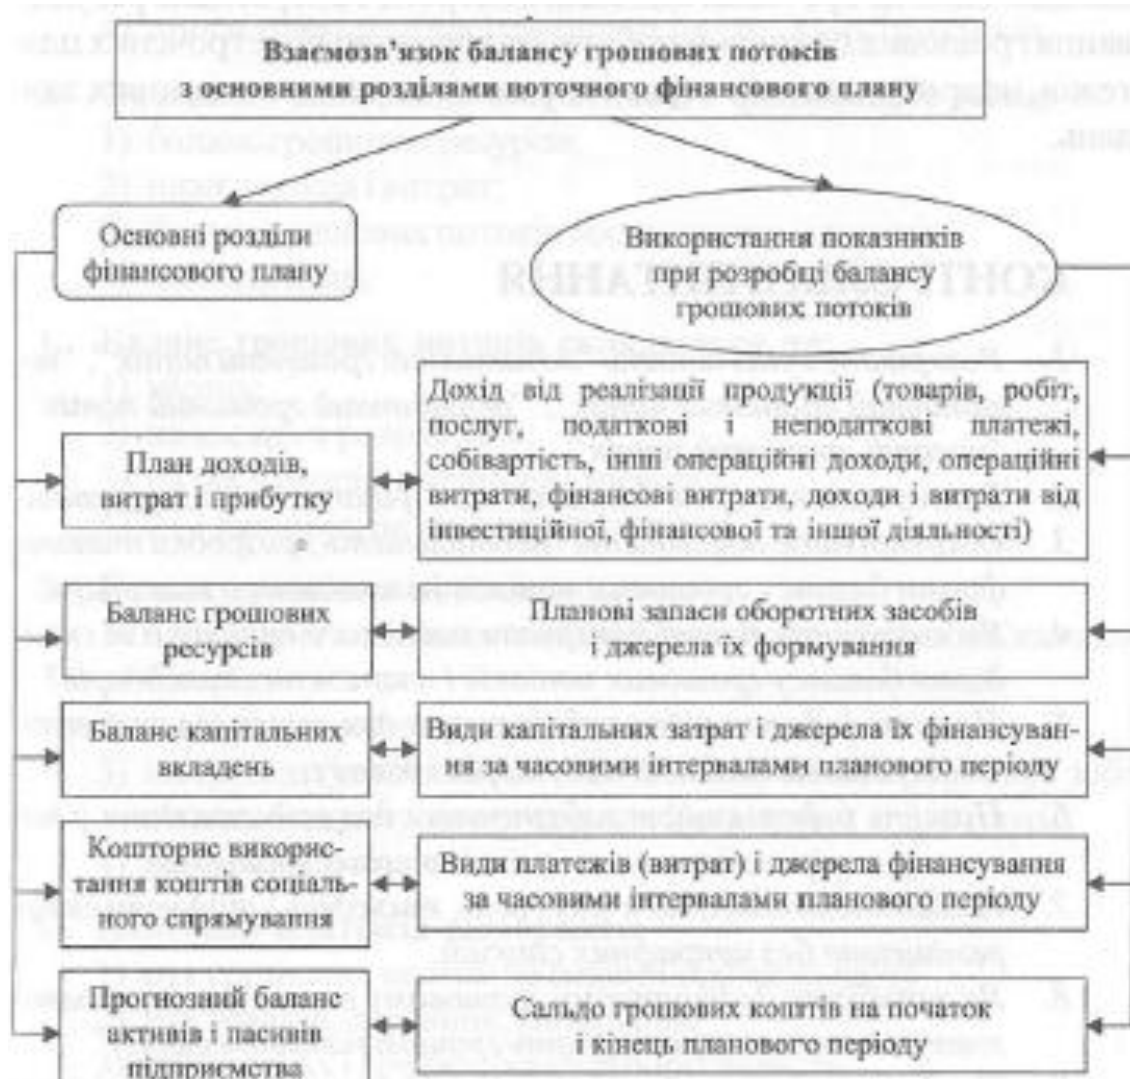 Взаємозв'язок балансу грошових потоків
з основними розділами поточного фінансового плану
Основні розділи
фінансового плану
Використання показників
при розробці балансу
грошових потоків
План доходів,
витрат і прибутку
Дохід від реалізації продукції (товарів, робіт,
послуг, податкові і неподаткові платежі,
собівартість, інші операційні доходи, операційні
витрати, фінансові витрати, доходи і витрати від
інвестиційної, фінансової та іншої діяльності)
Баланс грошових
ресурсів
Планові запаси оборотних засобів
і джерела їх формування
Баланс капітальних
вкладень
Види капітальних затрат і джерела їх фінансуван-
ня за часовими інтервалами планового періоду
Кошторис викорис-
тання коштів соціаль-
ного спрямування
Види платежів (витрат) і джерела фінансування
за часовими інтервалами планового періоду
Прогнозний баланс
активів і пасивів
підприємства
Сальдо грошових коштів на початок
і кінець планового періоду